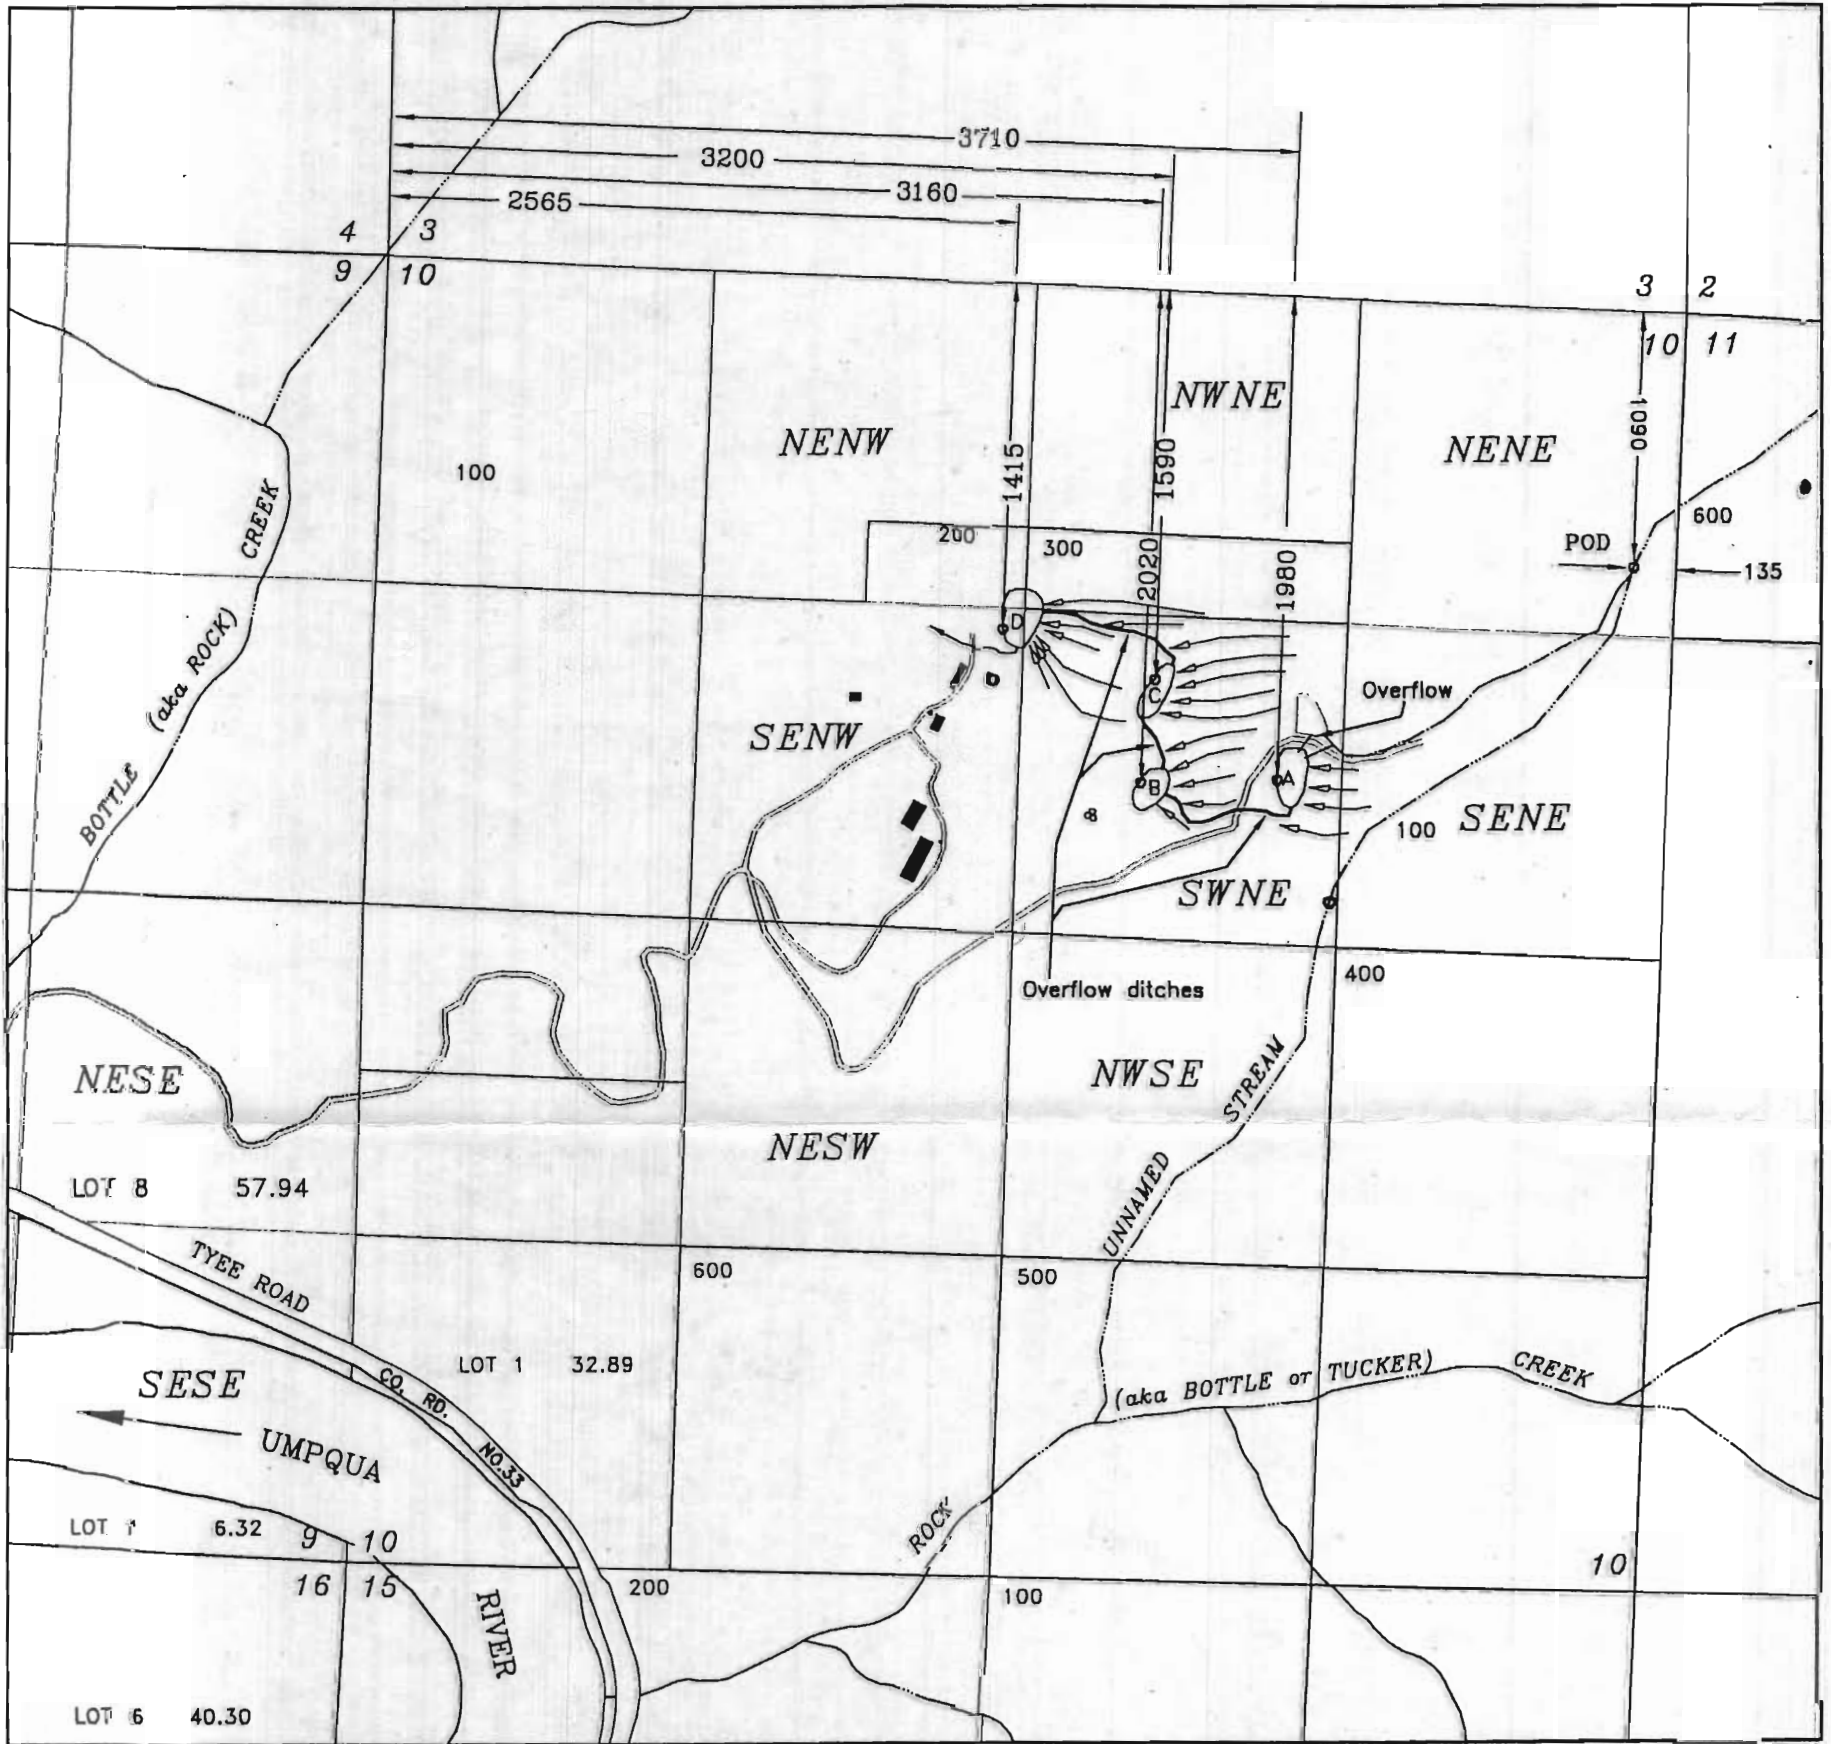 3710
3200
3160
2565
4 3
9 10
3 2
10 11
NWNE
NENW
NENE
1090
100
1415
1590
CREEK
200
300
600
POD
135
2020
1980
(aka ROCK)
D
C
Overflow
SENW
BOTTLE
B
A
8
100
SENE
SWNE
400
Overflow ditches
NESE
NWSE
STREAM
NESW
UNNAMED
LOT 8 57.94
TYEE ROAD
600
500
LOT 1 32.89
(aka BOTTLE or TUCKER)
CREEK
SESE
CO. RD.
NO.33
UMPQUA
ROCK
LOT 6.32
9 10
16 15
10
200
100
RIVER
LOT 6 40.30